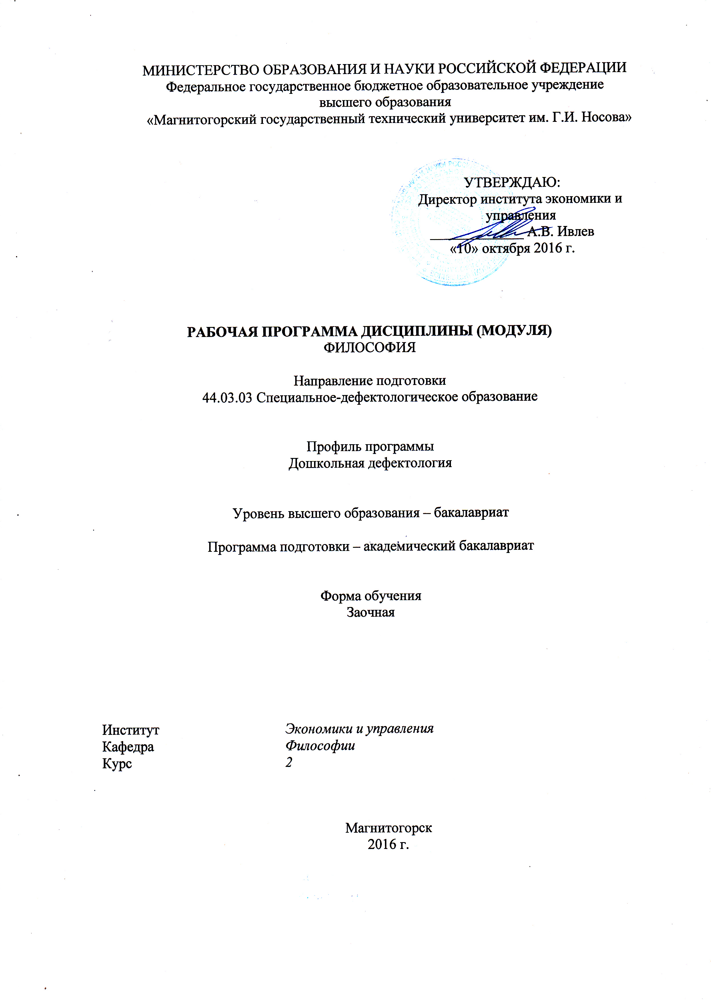 МИНИСТЕРСТВО ОБРАЗОВАНИЯ И НАУКИ РОССИЙСКОЙ ФЕДЕРАЦИИ
Федеральное государственное бюджетное образовательное учреждение
высшего образования
«Магнитогорский государственный технический университет им. Г.И. Носова»
УТВЕРЖДАЮ:
Директор института экономики и
управления
А.В. Ивлев
«10» октября 2016 г.
РАБОЧАЯ ПРОГРАММА ДИСЦИПЛИНЫ (МОДУЛЯ)
ФИЛОСОФИЯ
Направление подготовки
44.03.03 Специальное-дефектологическое образование
Профиль программы
Дошкольная дефектология
Уровень высшего образования – бакалавриат
Программа подготовки – академический бакалавриат
Форма обучения
Заочная
Институт Экономики и управления
Кафедра Философии
Курс 2
Магнитогорск
2016 г.